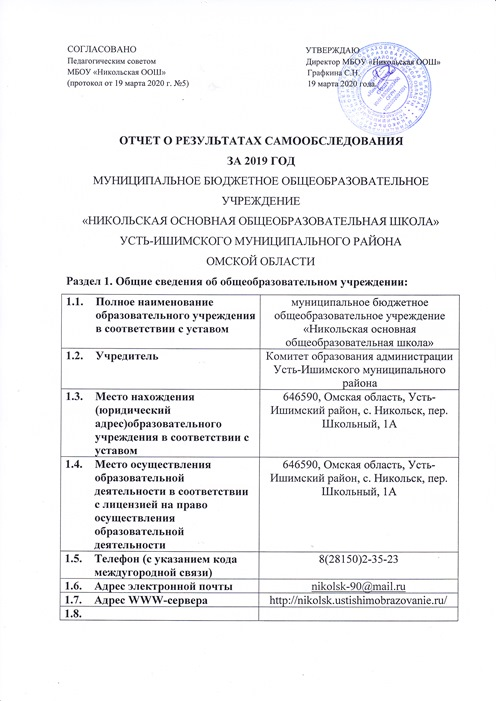 СОГЛАСОВАНО
Педагогическим советом
МБОУ «Никольская ООШ»
(протокол от 19 марта 2020 г. №5)
УТВЕРЖДАЮ
Директор МБОУ «Никольская ООШ»
Графкина С.Н.
19 марта 2020 года
ОТЧЕТ О РЕЗУЛЬТАТАХ САМООБСЛЕДОВАНИЯ
ЗА 2019 ГОД
МУНИЦИПАЛЬНОЕ БЮДЖЕТНОЕ ОБЩЕОБРАЗОВАТЕЛЬНОЕ
УЧРЕЖДЕНИЕ
«НИКОЛЬСКАЯ ОСНОВНАЯ ОБЩЕОБРАЗОВАТЕЛЬНАЯ ШКОЛА»
УСТЬ-ИШИМСКОГО МУНИЦИПАЛЬНОГО РАЙОНА
ОМСКОЙ ОБЛАСТИ
Раздел 1. Общие сведения об общеобразовательном учреждении:
1.1. Полное наименование
образовательного учреждения
в соответствии с уставом
муниципальное бюджетное
общеобразовательное учреждение
«Никольская основная
общеобразовательная школа»
1.2. Учредитель
Комитет образования администрации
Усть-Ишимского муниципального
района
1.3. Место нахождения
(юридический
адрес)образовательного
учреждения в соответствии с
уставом
646590, Омская область, Усть-
Ишимский район, с. Никольск, пер.
Школьный, 1А
1.4. Место осуществления
образовательной
деятельности в соответствии
с лицензией на право
осуществления
образовательной
деятельности
646590, Омская область, Усть-
Ишимский район, с. Никольск, пер.
Школьный, 1А
1.5. Телефон (с указанием кода
междугородной связи)
8(28150)2-35-23
1.6. Адрес электронной почты
nikolsk-90@mail.ru
1.7. Адрес WWW-сервера
http://nikolsk.ustishimobrazovanie.ru/
1.8.